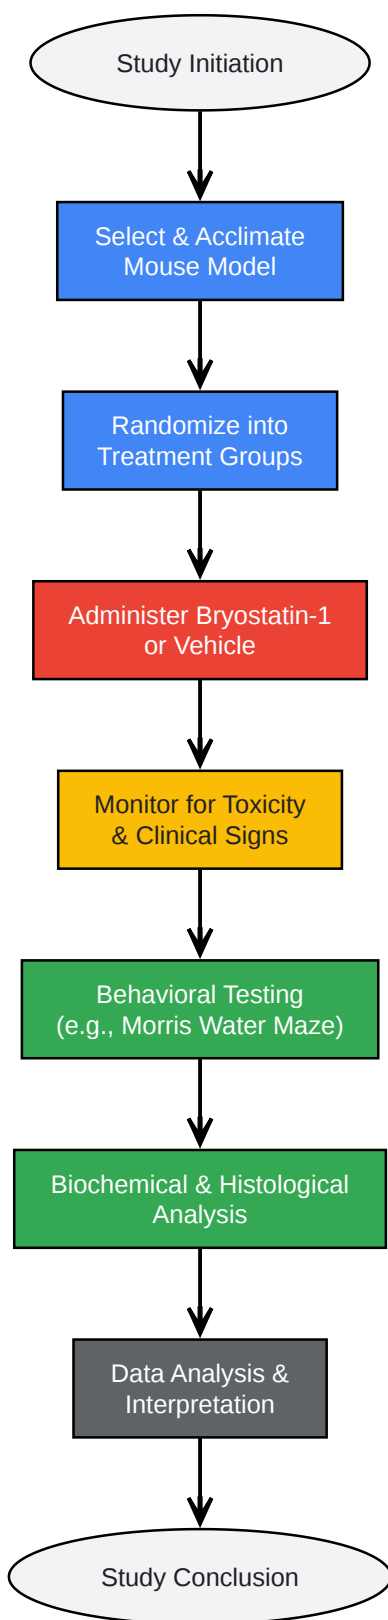 Study Initiation
Select & Acclimate
Mouse Model
Randomize into
Treatment Groups
Administer Bryostatin-1
or Vehicle
Monitor for Toxicity
& Clinical Signs
Behavioral Testing
(e.g., Morris Water Maze)
Biochemical & Histological
Analysis
Data Analysis &
Interpretation
Study Conclusion